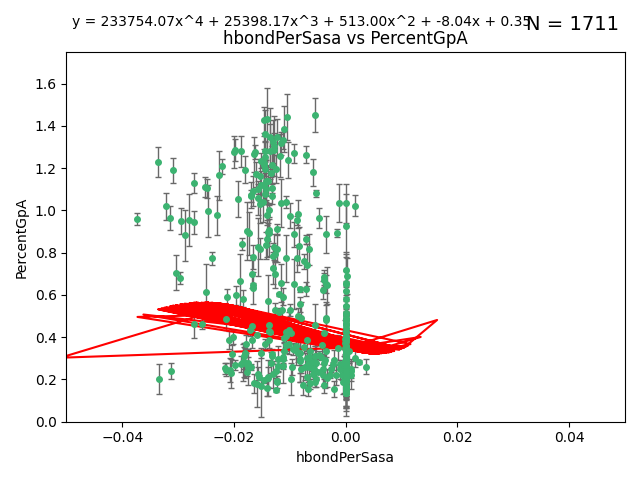 y = 233754.07x^4 + 25398.17x^3 + 513.00x^2 + -8.04x + 0.35
N = 1711
hbondPerSasa vs PercentGpA
PercentGpA
1.6
1.4
1.2
1.0
0.8
0.6
0.4
0.2
0.0
−0.04
−0.02
0.00
0.02
0.04
hbondPerSasa